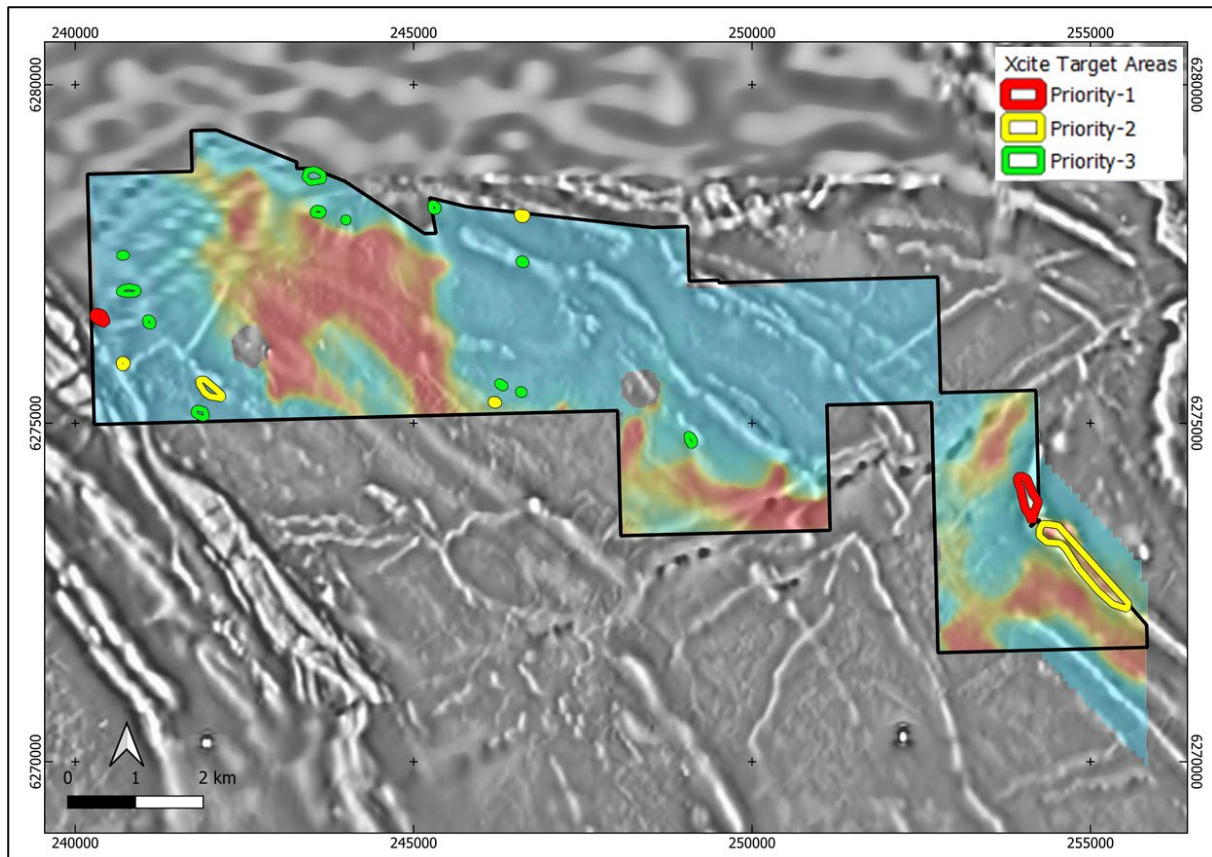 240000 245000 250000 255000
Xcite Target Areas
Priority-1
Priority-2
Priority-3
6280000 6280000
6275000 6275000
6270000 6270000
0 1 2 km
240000 245000 250000 255000